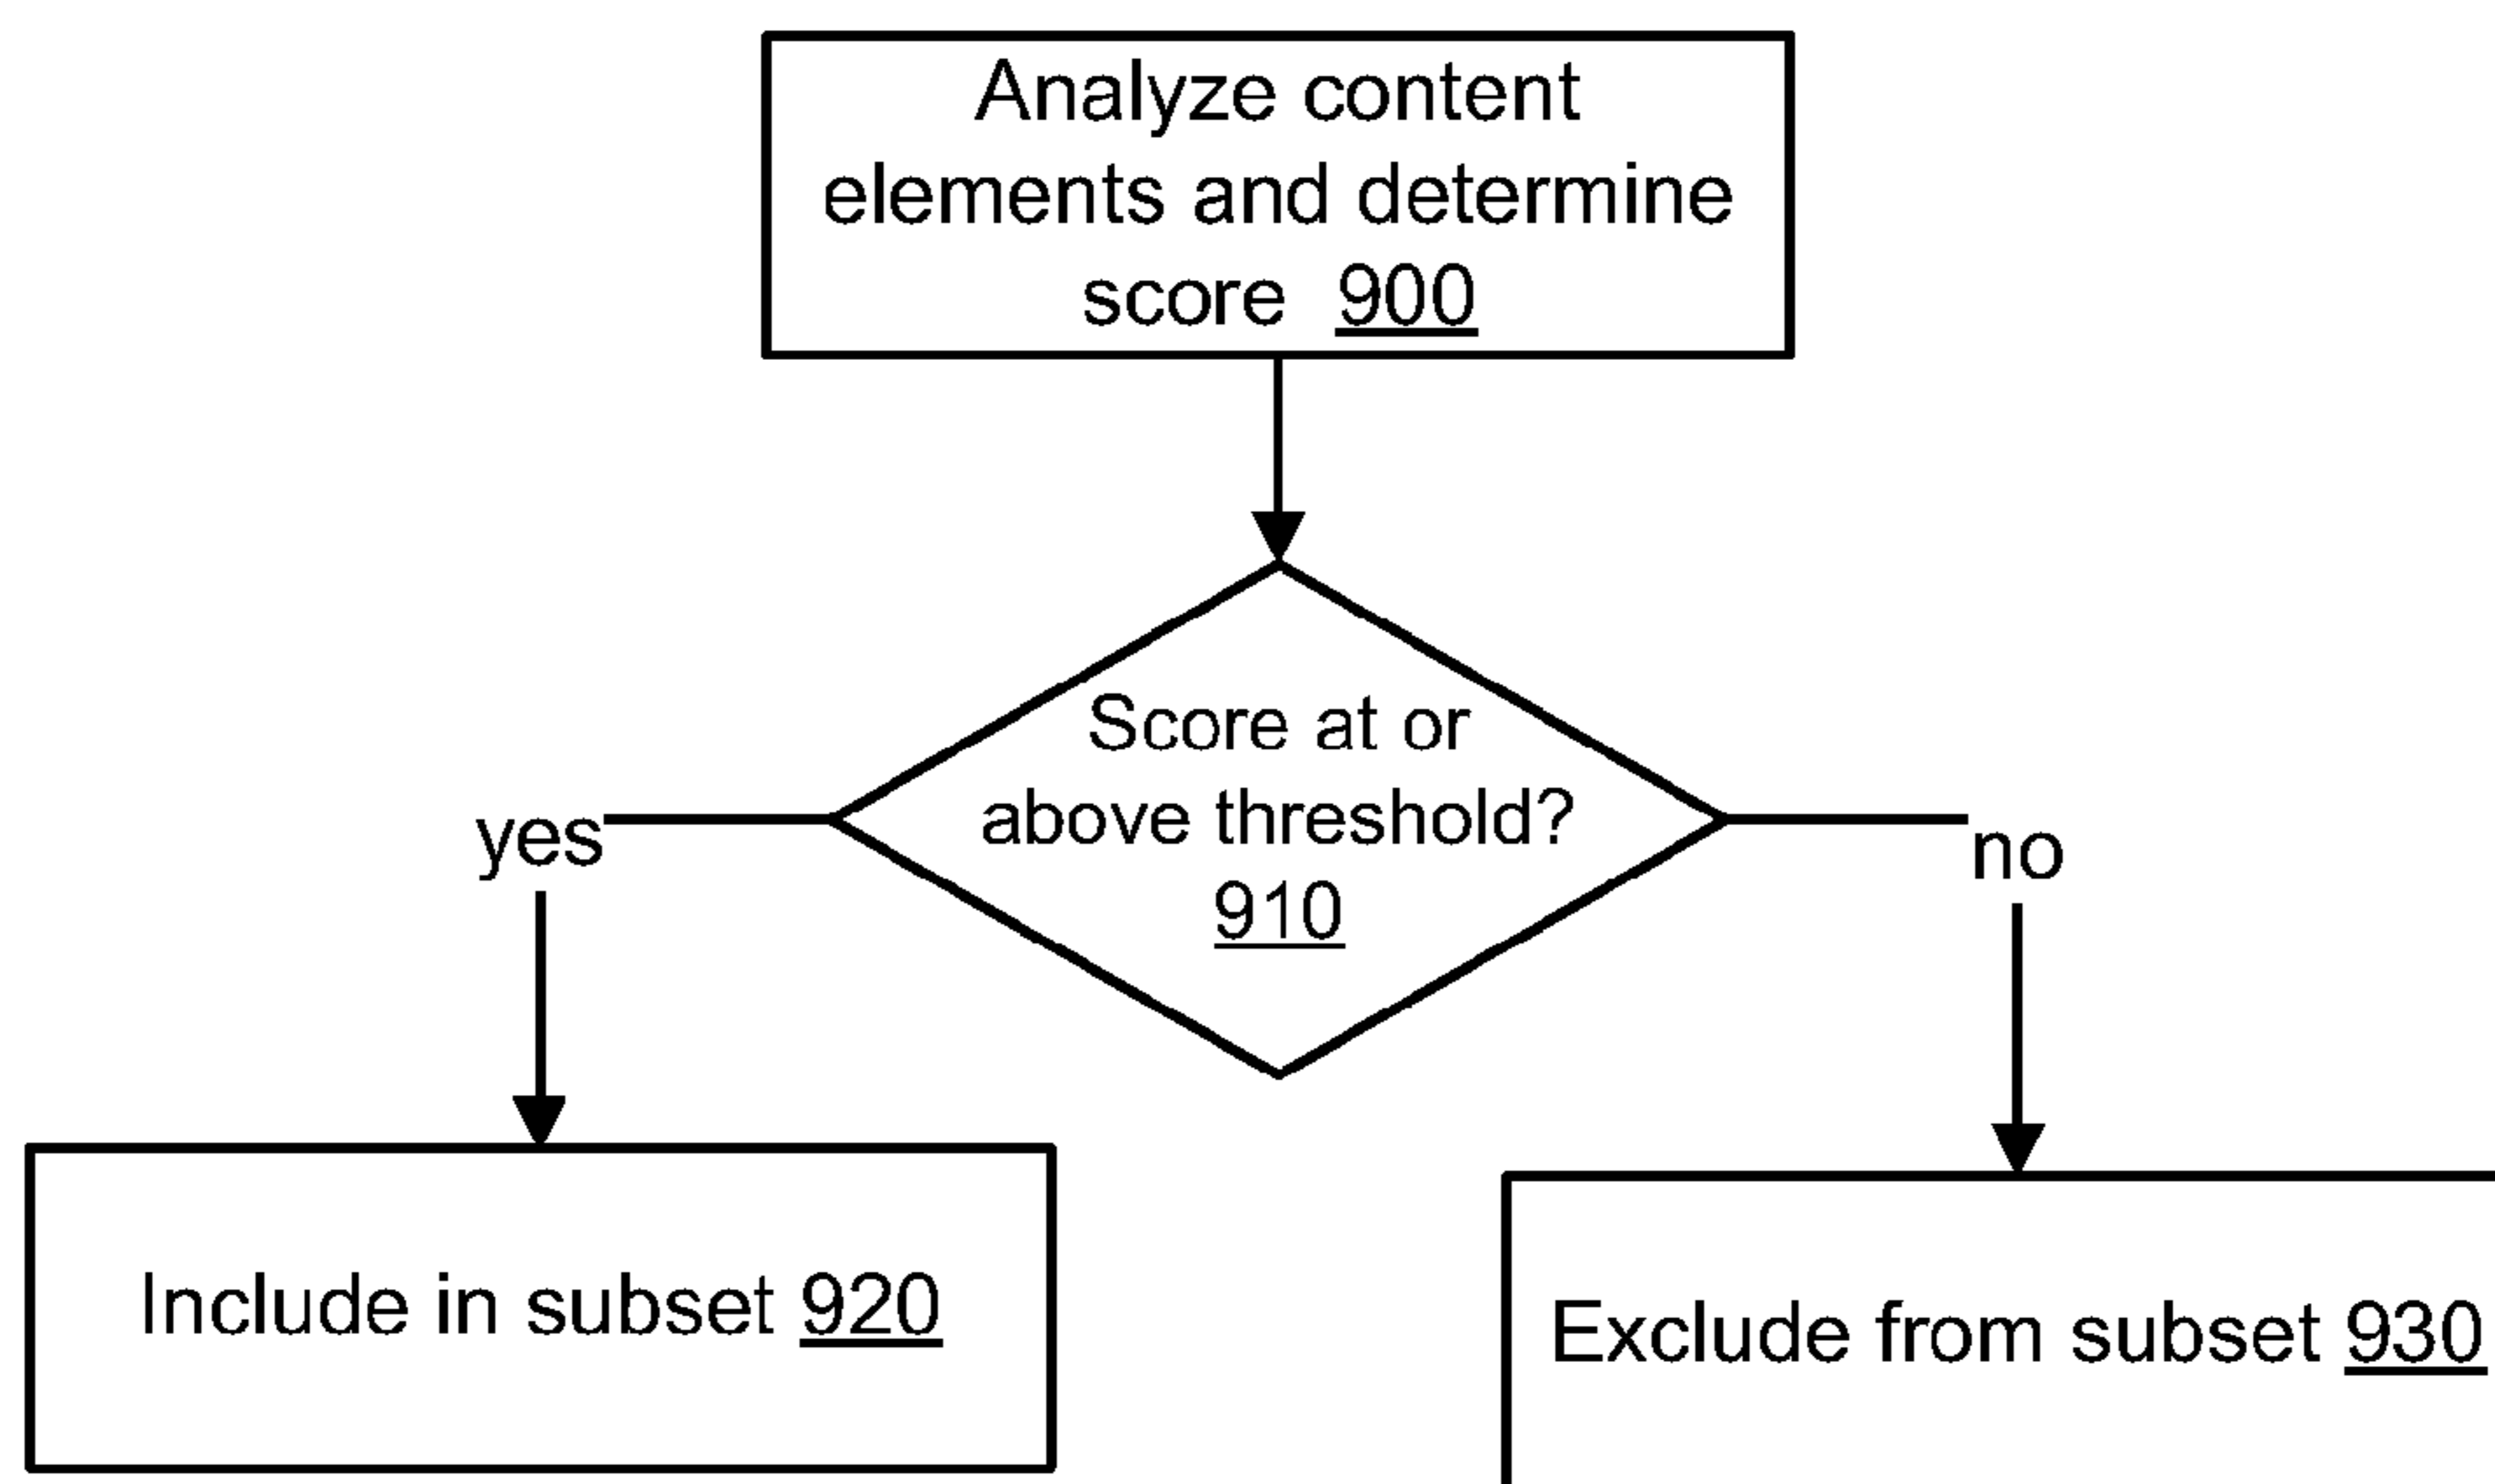 Analyze content
elements and determine
score 900
Score at or
above threshold?
910
yes
no
Include in subset 920
Exclude from subset 930